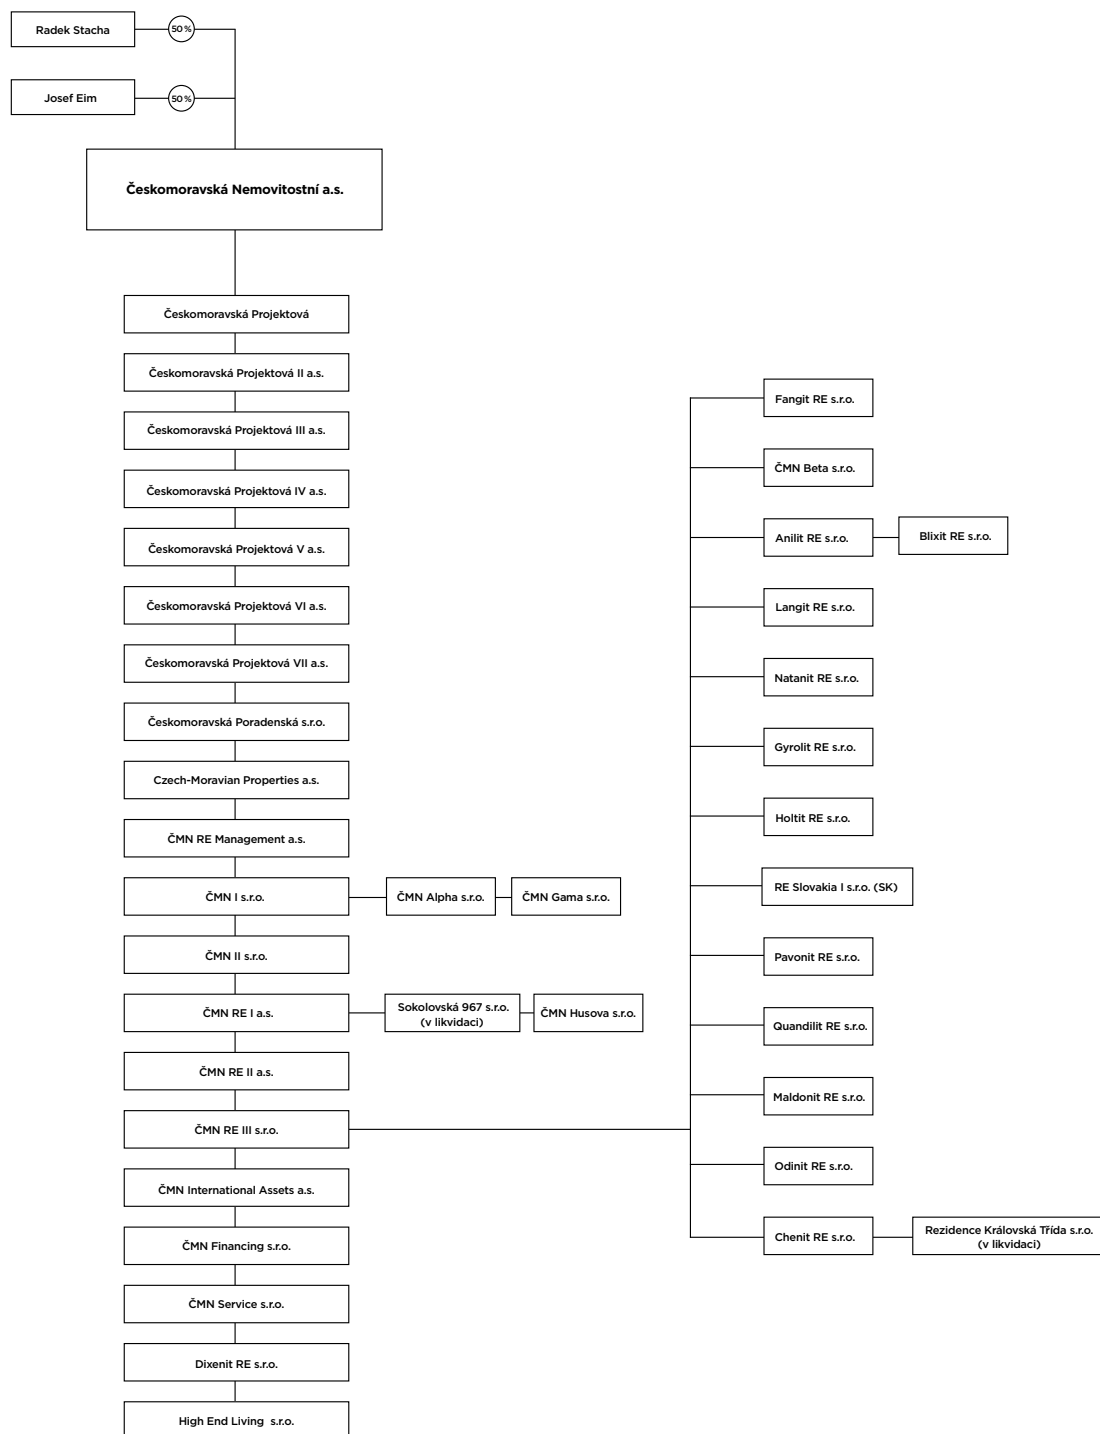 Radek Stacha
50 %
Josef Eim
50 %
Českomoravská Nemovitostní a.s.
Českomoravská Projektová
Českomoravská Projektová II a.s.
Českomoravská Projektová III a.s.
Českomoravská Projektová IV a.s.
Českomoravská Projektová V a.s.
Českomoravská Projektová VI a.s.
Českomoravská Projektová VII a.s.
Českomoravská Poradenská s.r.o.
Czech-Moravian Properties a.s.
ČMN RE Management a.s.
ČMN I s.r.o.
ČMN Alpha s.r.o.
ČMN Gama s.r.o.
ČMN II s.r.o.
ČMN RE I a.s.
Sokolovská 967 s.r.o.
(v likvidaci)
ČMN Husova s.r.o.
ČMN RE II a.s.
ČMN RE III s.r.o.
ČMN International Assets a.s.
ČMN Financing s.r.o.
ČMN Service s.r.o.
Dixenit RE s.r.o.
High End Living s.r.o.
Fangit RE s.r.o.
ČMN Beta s.r.o.
Anilit RE s.r.o.
Blixit RE s.r.o.
Langit RE s.r.o.
Natanit RE s.r.o.
Gyrolit RE s.r.o.
Holtit RE s.r.o.
RE Slovakia I s.r.o. (SK)
Pavonit RE s.r.o.
Quandilit RE s.r.o.
Maldonit RE s.r.o.
Odinit RE s.r.o.
Chenit RE s.r.o.
Rezidence Královská Třída s.r.o.
(v likvidaci)